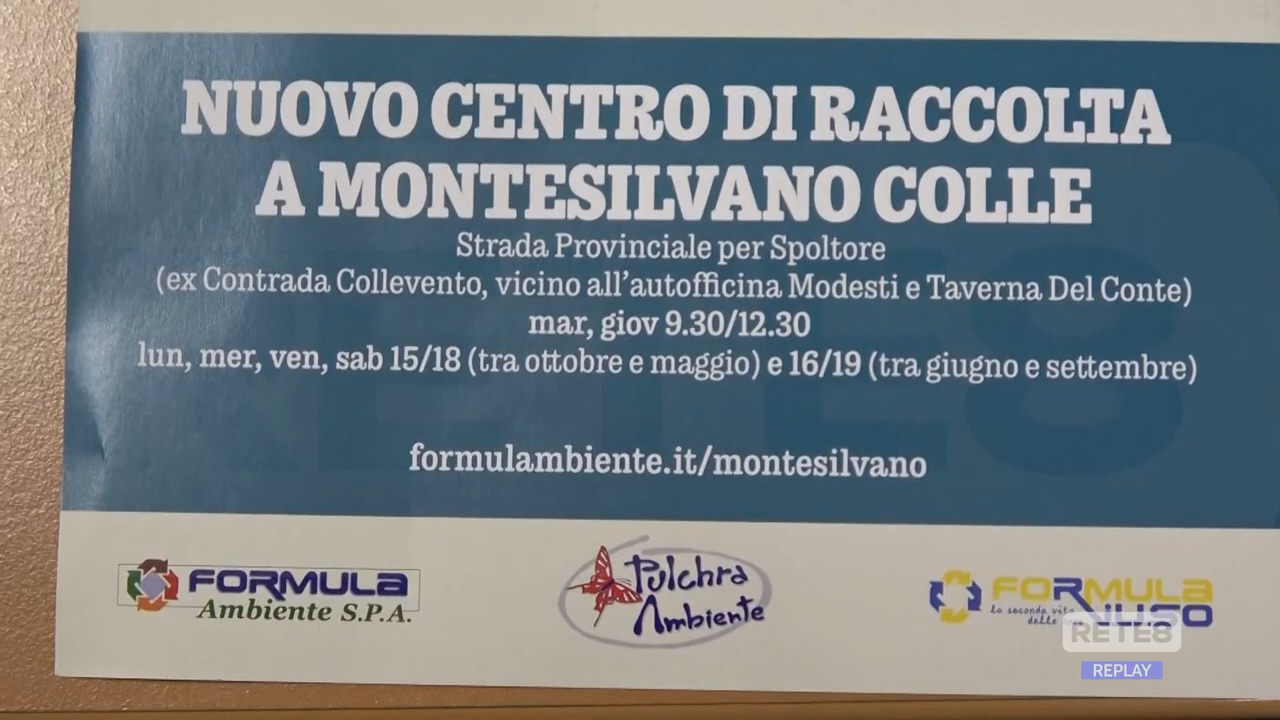 NUOVO CENTRO DI RACCOLTA
A MONTESILVANO COLLE
Strada Provinciale per Spoltore
(ex Contrada Collevento, vicino all'autofficina Modesti e Taverna Del Conte)
mar, giov 9.30/12.30
lun, mer, ven, sab 15/18 (tra ottobre e maggio) e 16/19 (tra giugno e settembre)
formulambiente.it/montesilvano
FORMULA
Ambiente S.P.A.
Pulchra
Ambiente
FORMULA
la seconda
delle
RETE8
REPLAY